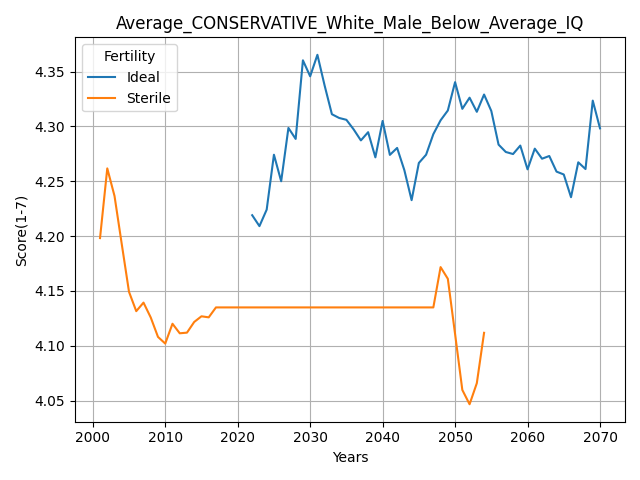 Average_CONSERVATIVE_White_Male_Below_Average_IQ
Fertility
Ideal
Sterile
Score(1-7)
4.35
4.30
4.25
4.20
4.15
4.10
4.05
2000 2010 2020 2030 2040 2050 2060 2070
Years